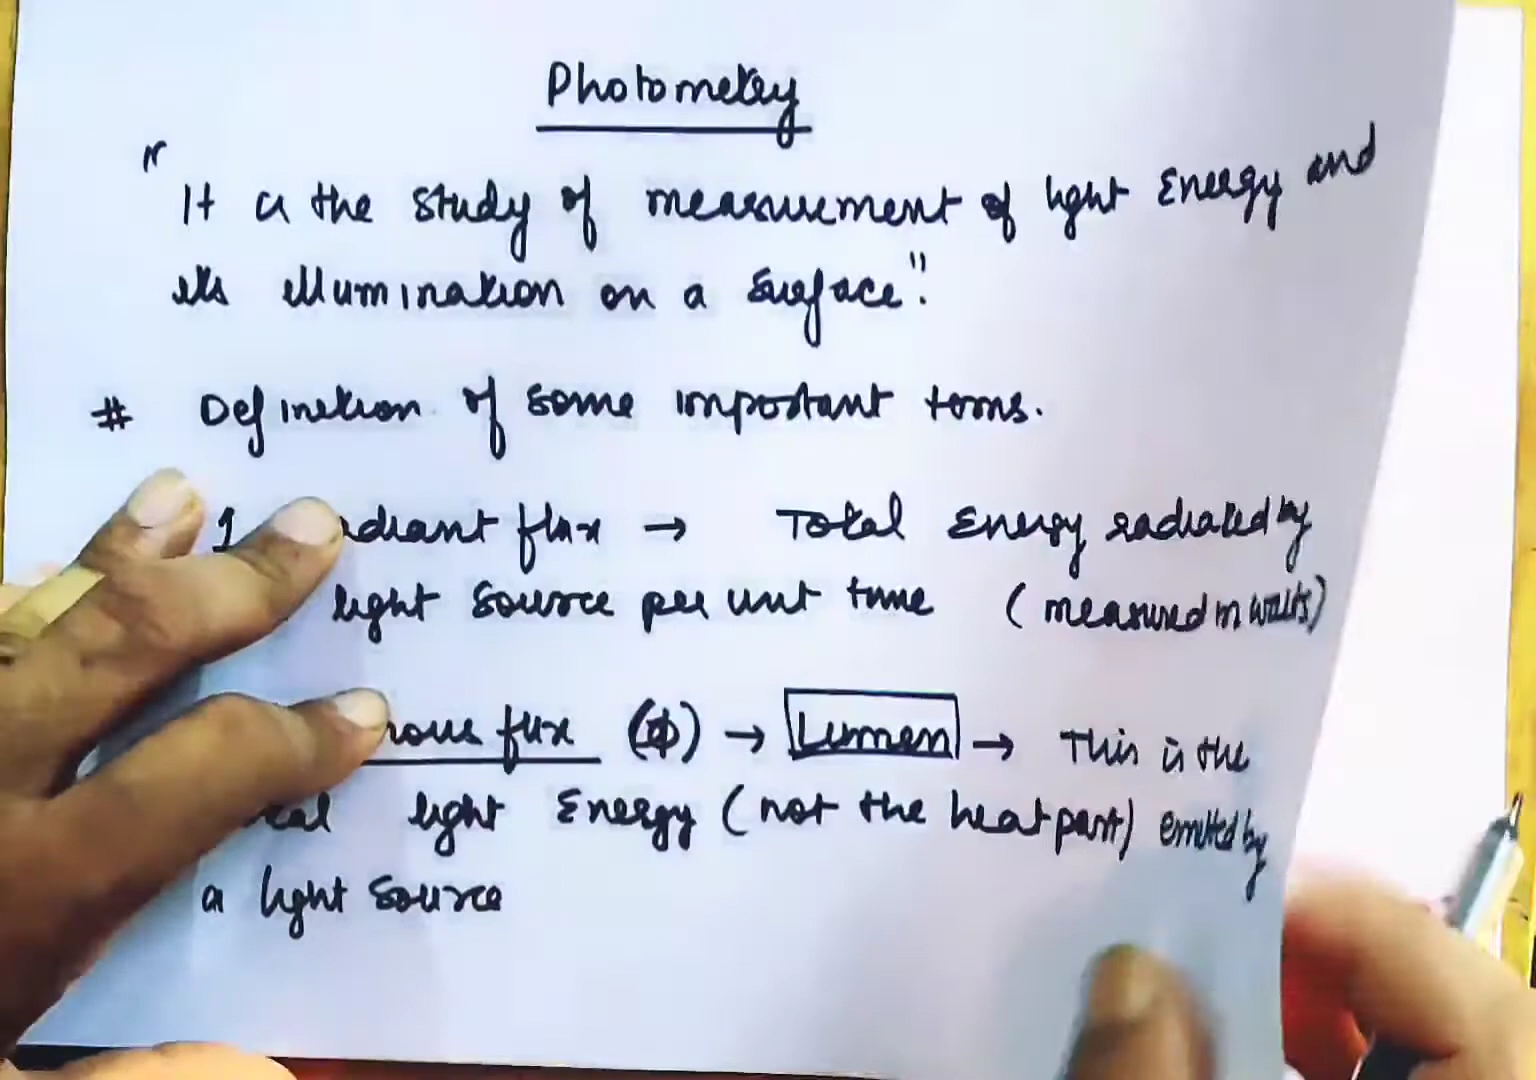 Photometry
" It is the study of measurement of light Energy and
its illumination on a surface".
# Definition of some important terms.
1 diant flux → Total Energy radiated by
light source per unit time (measured in watts)
nous flux (Φ) → Lumen → This is the
light Energy (not the heat part) emitted by
a light source